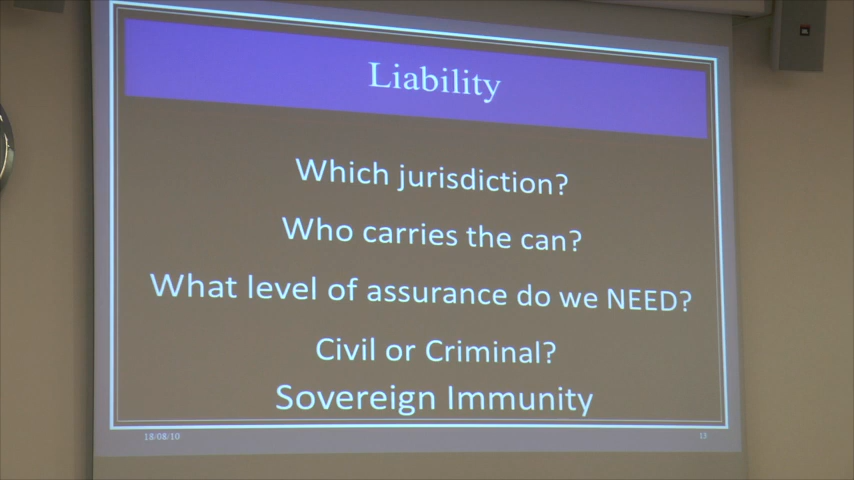 Liability
Which jurisdiction?
Who carries the can?
What level of assurance do we NEED?
Civil or Criminal?
Sovereign Immunity
18/08/10
13